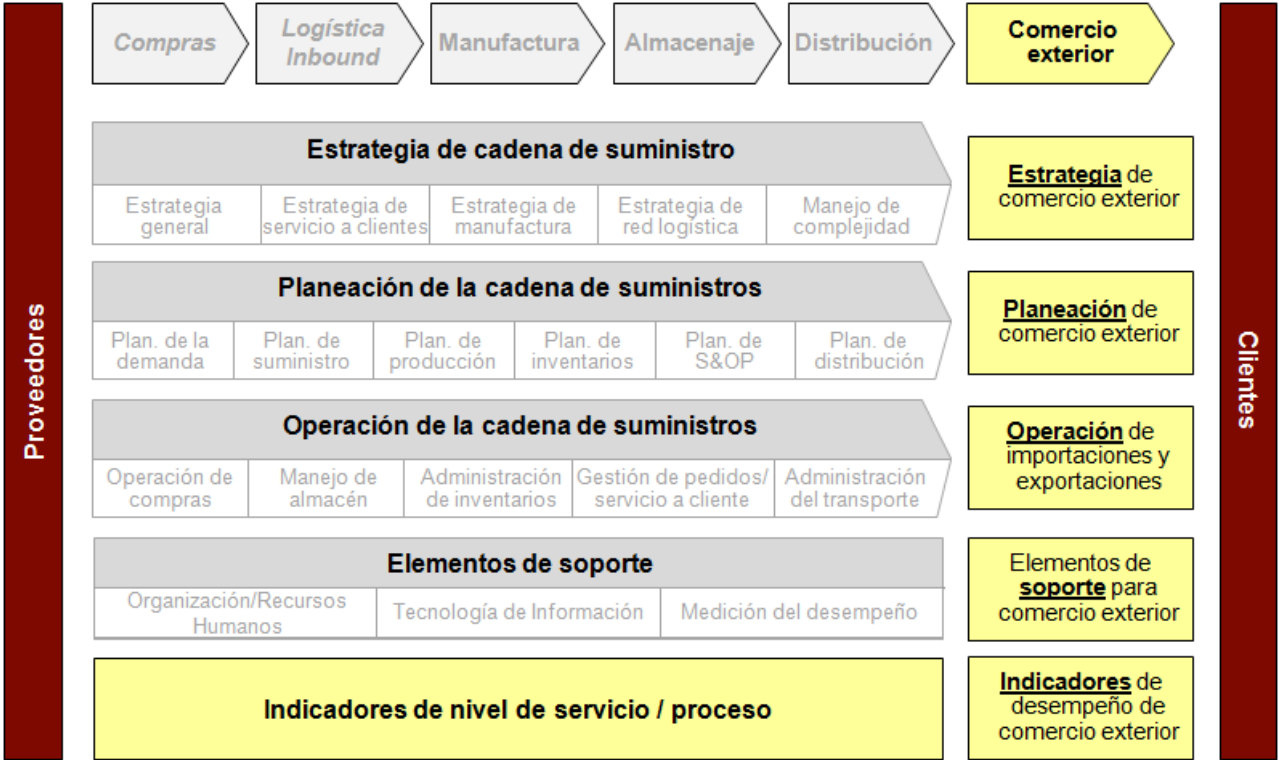 Compras
Logística
Inbound
Manufactura
Almacenaje
Distribución
Comercio
exterior
Proveedores
Clientes
Estrategia de cadena de suministro
Estrategia
general
Estrategia de
servicio a clientes
Estrategia de
manufactura
Estrategia de
red logística
Manejo de
complejidad
Estrategia de
comercio exterior
Planeación de la cadena de suministros
Plan. de la
demanda
Plan. de
suministro
Plan. de
producción
Plan. de
inventarios
Plan. de
S&OP
Plan. de
distribución
Planeación de
comercio exterior
Operación de la cadena de suministros
Operación de
compras
Manejo de
almacén
Administración
de inventarios
Gestión de pedidos/
servicio a cliente
Administración
del transporte
Operación de
importaciones y
exportaciones
Elementos de soporte
Organización/Recursos
Humanos
Tecnología de Información
Medición del desempeño
Elementos de
soporte para
comercio exterior
Indicadores de nivel de servicio / proceso
Indicadores de
desempeño de
comercio exterior